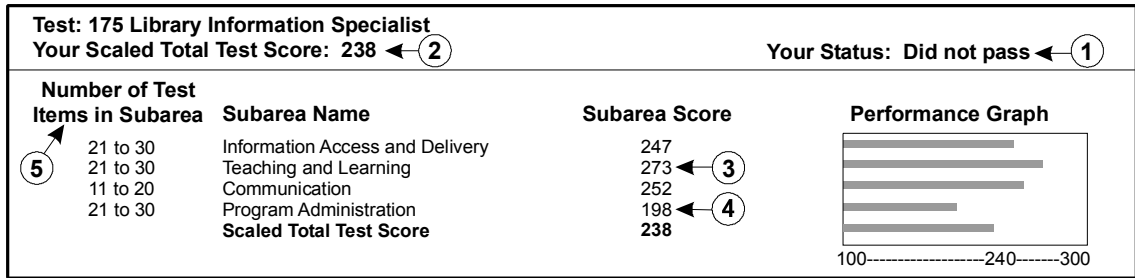 Test: 175 Library Information Specialist
Your Scaled Total Test Score: 238 2
Your Status: Did not pass 1
Number of Test
Items in Subarea Subarea Name Subarea Score Performance Graph
5
21 to 30 Information Access and Delivery 247
21 to 30 Teaching and Learning 273 3
11 to 20 Communication 252
21 to 30 Program Administration 198 4
Scaled Total Test Score 238
100-------------------240-------300